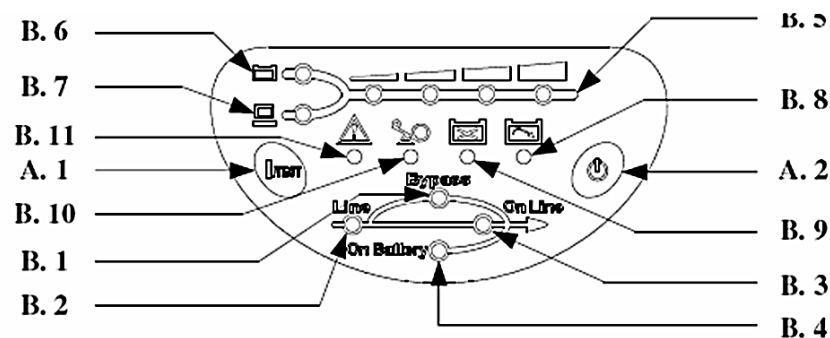 B. 6
B. 5
B. 7
B. 8
B. 11
A. 1
TEST
A. 2
B. 10
Bypass
Line
On Line
B. 9
B. 1
On Battery
B. 3
B. 2
B. 4